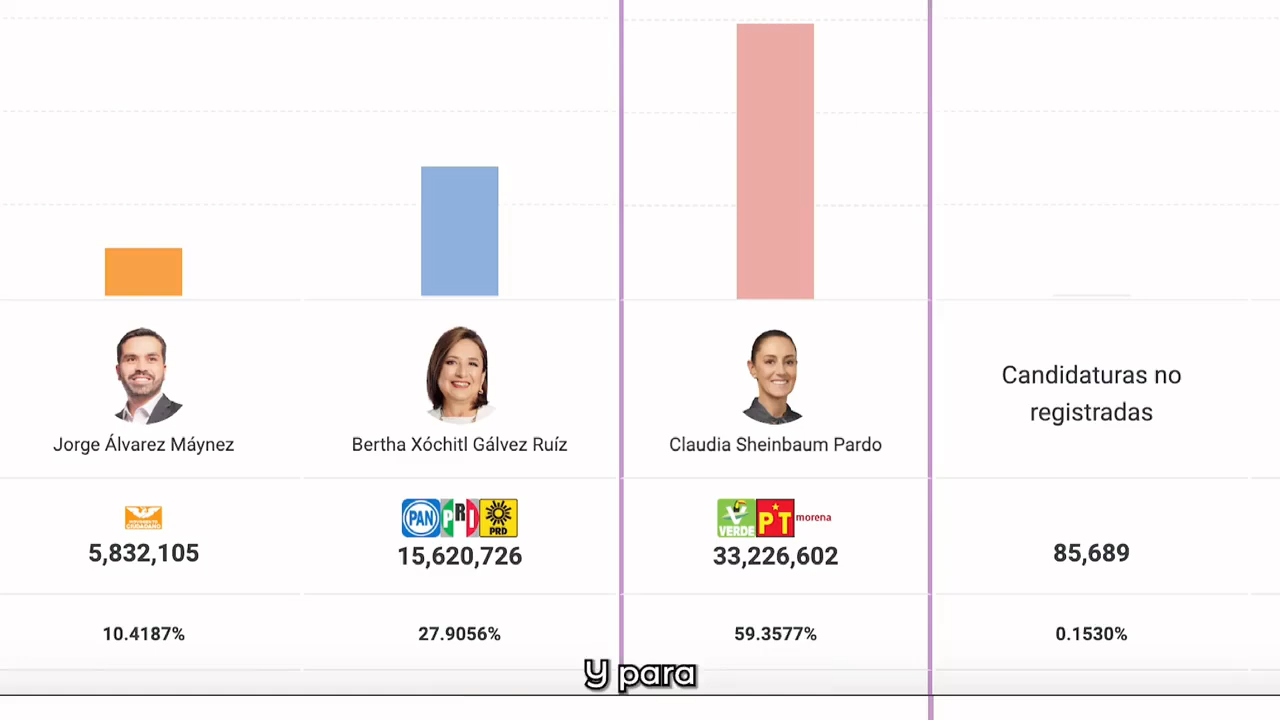 Jorge Álvarez Máynez
Bertha Xóchitl Gálvez Ruíz
Claudia Sheinbaum Pardo
Candidaturas no
registradas
MOVIMIENTO
CIUDADANO
PAN
PRI
PRD
VERDE
PT
morena
5,832,105
15,620,726
33,226,602
85,689
10.4187%
27.9056%
59.3577%
0.1530%
Y para